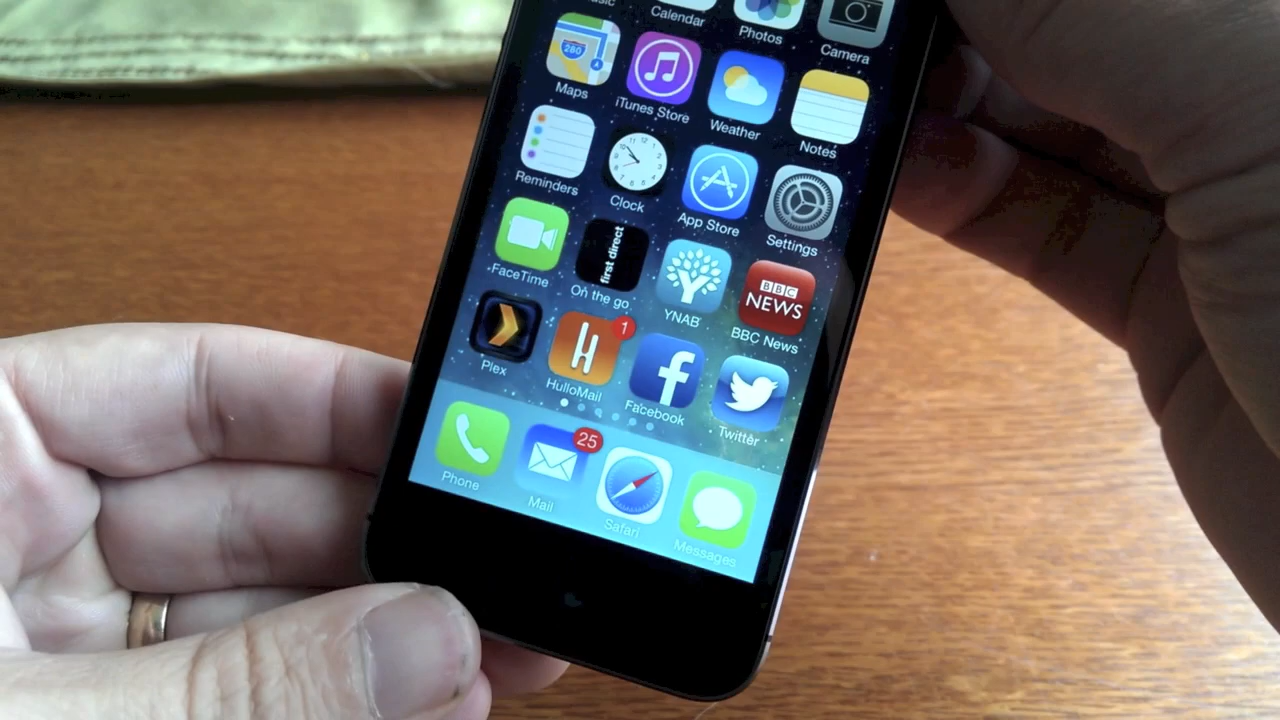 Calendar
Photos
Camera
280
Maps
iTunes Store
Weather
Notes
Reminders
Clock
App Store
Settings
first direct
BBC
NEWS
FaceTime
On the go
YNAB
BBC News
1
Plex
HulloMail
Facebook
Twitter
25
Phone
Mail
Safari
Messages